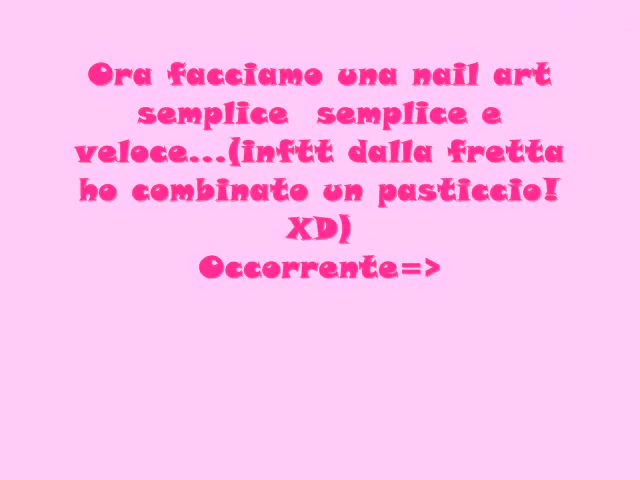 Ora facciamo una nail art
semplice  semplice e
veloce...(inftt dalla fretta
ho combinato un pasticcio!
XD)
Occorrente=>